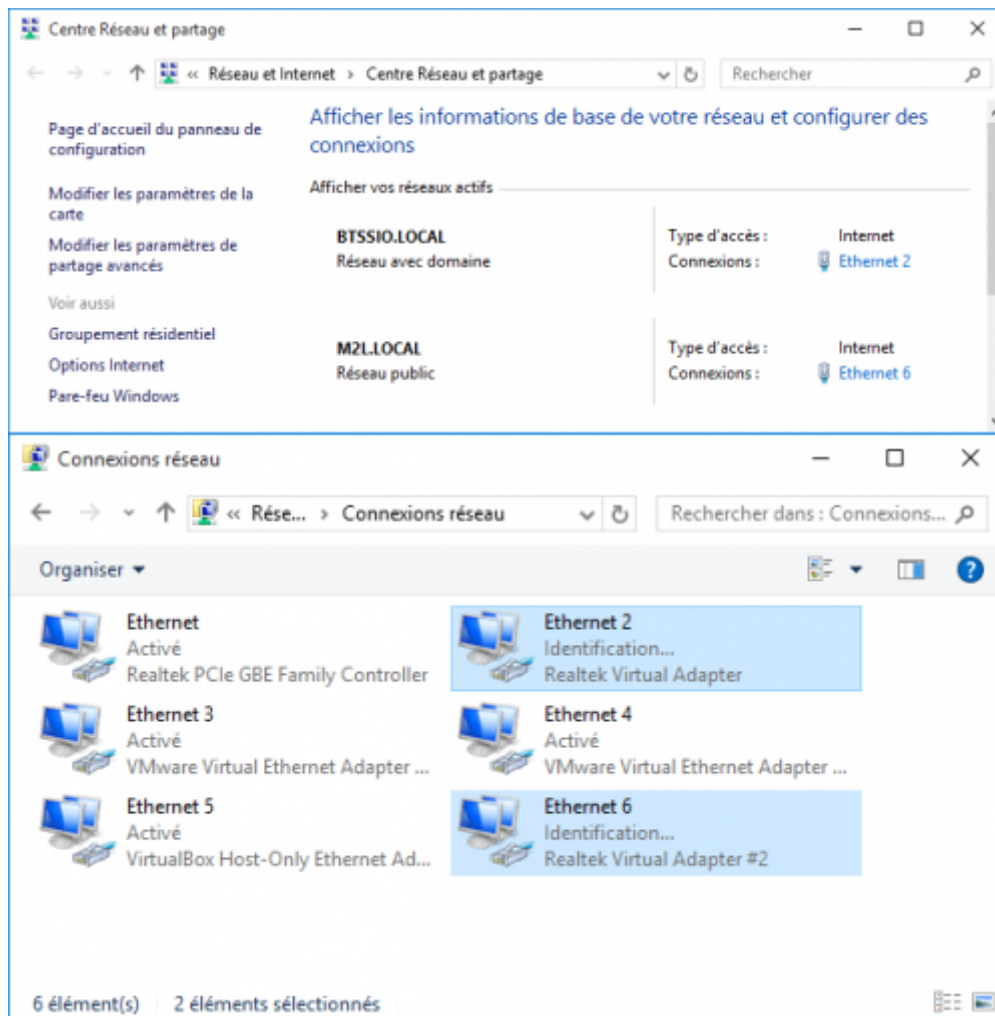 Centre Réseau et partage
« Réseau et Internet › Centre Réseau et partage
Rechercher
Page d'accueil du panneau de
configuration
Modifier les paramètres de la
carte
Modifier les paramètres de
partage avancés
Voir aussi
Groupement résidentiel
Options Internet
Pare-feu Windows
Afficher les informations de base de votre réseau et configurer des
connexions
Afficher vos réseaux actifs
BTSSIO.LOCAL
Réseau avec domaine
Type d'accès : Internet
Connexions : Ethernet 2
M2L.LOCAL
Réseau public
Type d'accès : Internet
Connexions : Ethernet 6
Connexions réseau
« Rése... › Connexions réseau
Rechercher dans : Connexions...
Organiser
Ethernet
Activé
Realtek PCIe GBE Family Controller
Ethernet 2
Identification...
Realtek Virtual Adapter
Ethernet 3
Activé
VMware Virtual Ethernet Adapter ...
Ethernet 4
Activé
VMware Virtual Ethernet Adapter ...
Ethernet 5
Activé
VirtualBox Host-Only Ethernet Ad...
Ethernet 6
Identification...
Realtek Virtual Adapter #2
6 élément(s) 2 éléments sélectionnés